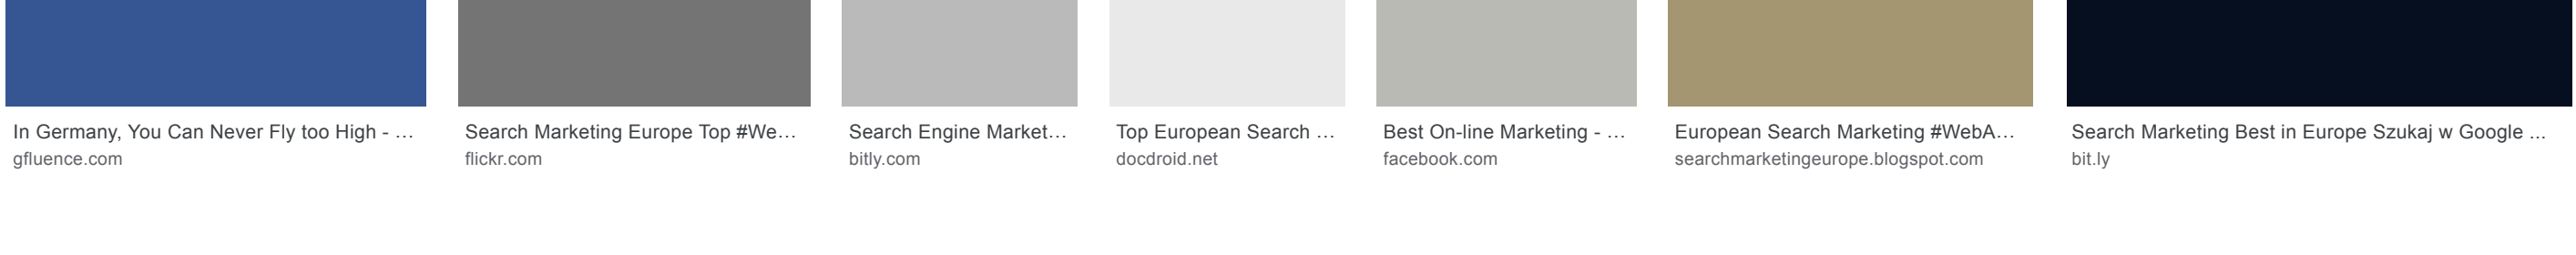 In Germany, You Can Never Fly too High - ...
gfluence.com
Search Marketing Europe Top #We...
flickr.com
Search Engine Market...
bitly.com
Top European Search ...
docdroid.net
Best On-line Marketing - ...
facebook.com
European Search Marketing #WebA...
searchmarketingeurope.blogspot.com
Search Marketing Best in Europe Szukaj w Google ...
bit.ly